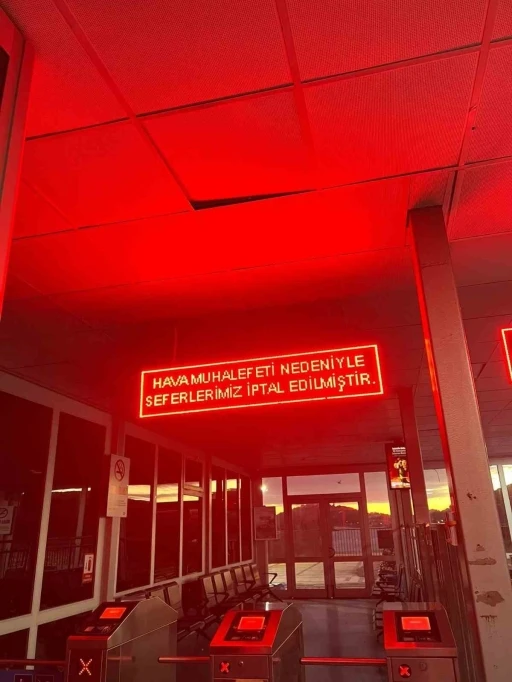 HAVA MUHALEFETİ NEDENİYLE
SEFERLERİMİZ İPTAL EDİLMİŞTİR.